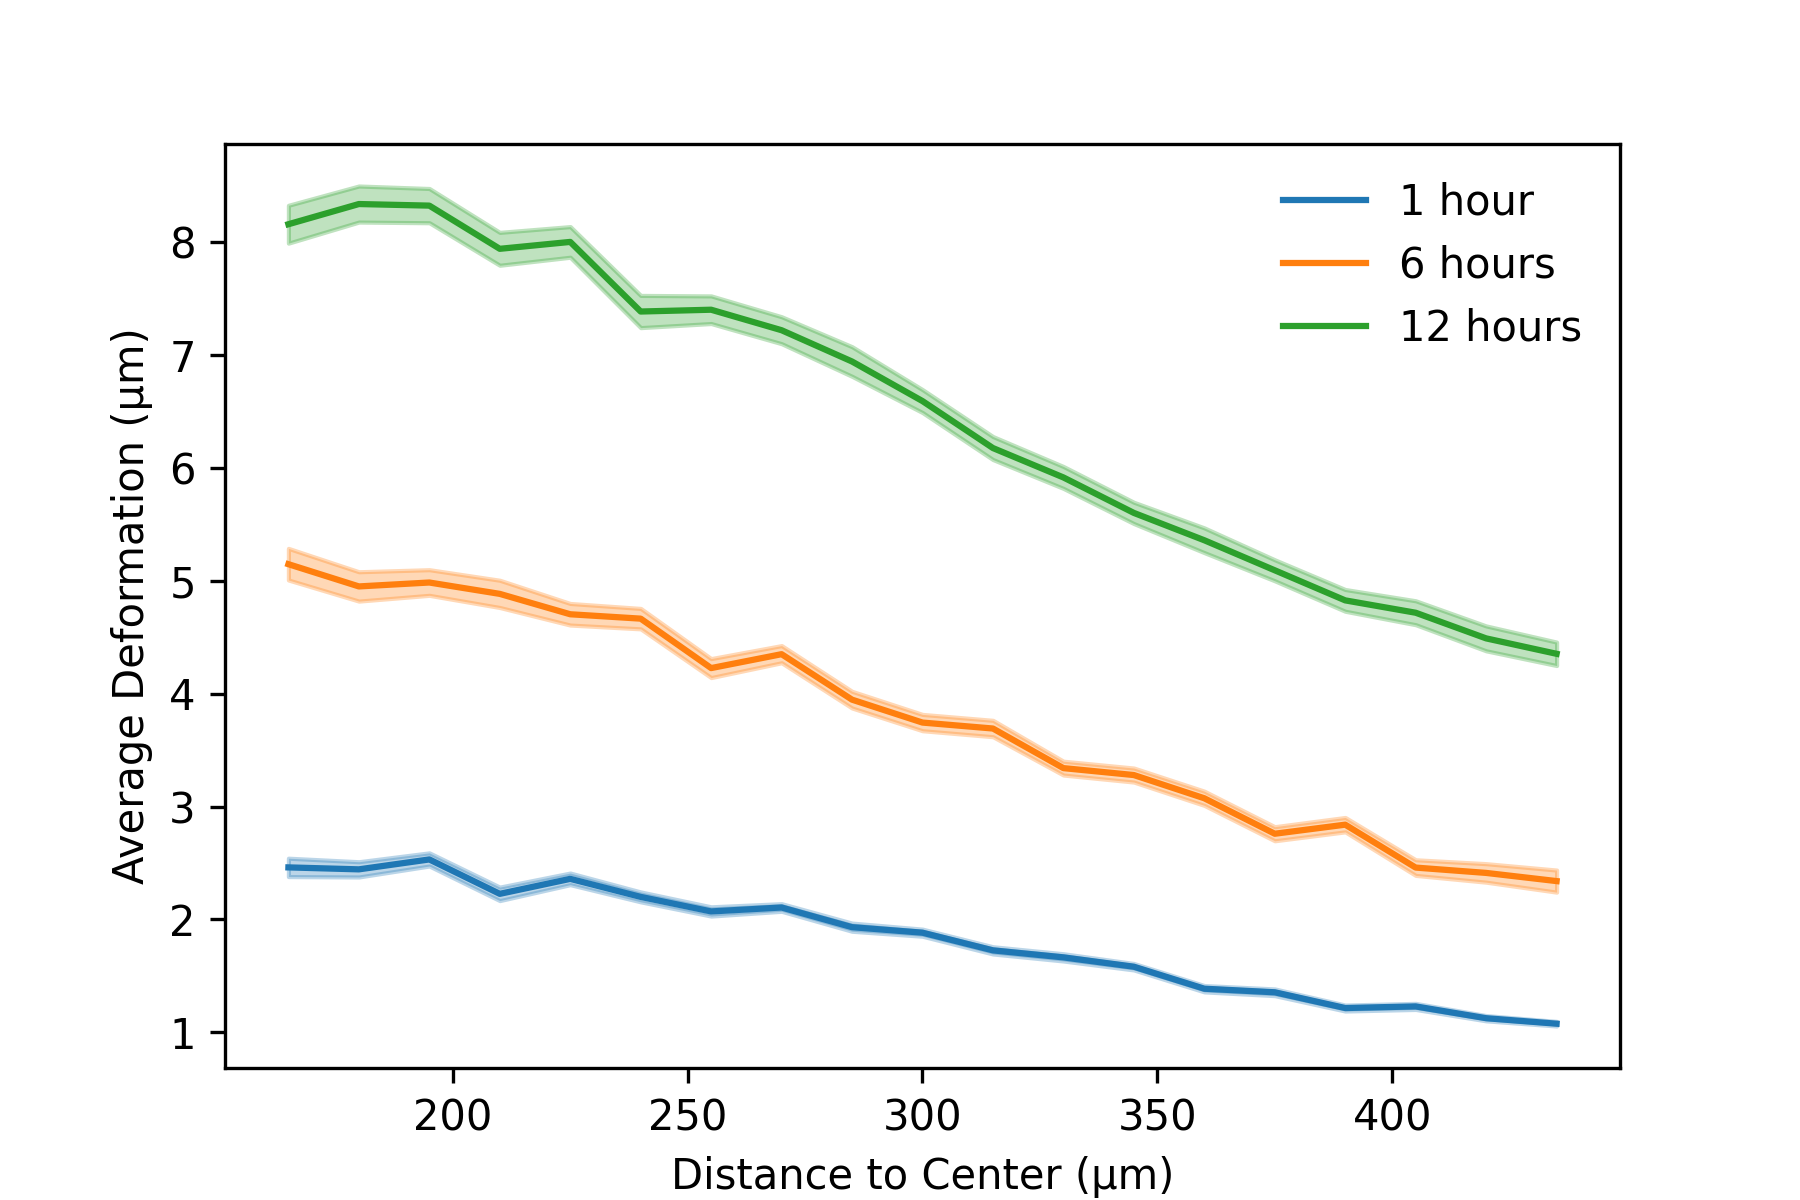 1 hour
6 hours
12 hours
8
7
6
5
4
3
2
1
Average Deformation (μm)
200 250 300 350 400
Distance to Center (μm)